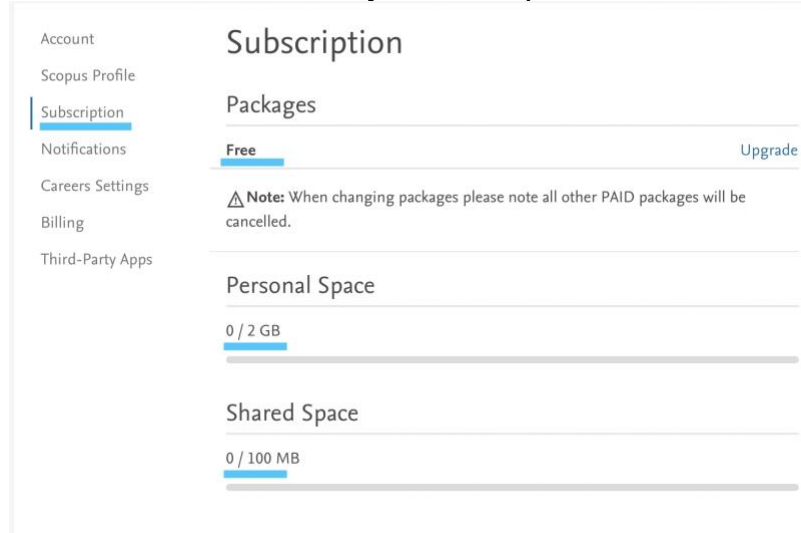 Account
Scopus Profile
Subscription
Notifications
Careers Settings
Billing
Third-Party Apps
Subscription
Packages
Free
Upgrade
⚠ Note: When changing packages please note all other PAID packages will be
cancelled.
Personal Space
0 / 2 GB
Shared Space
0 / 100 MB